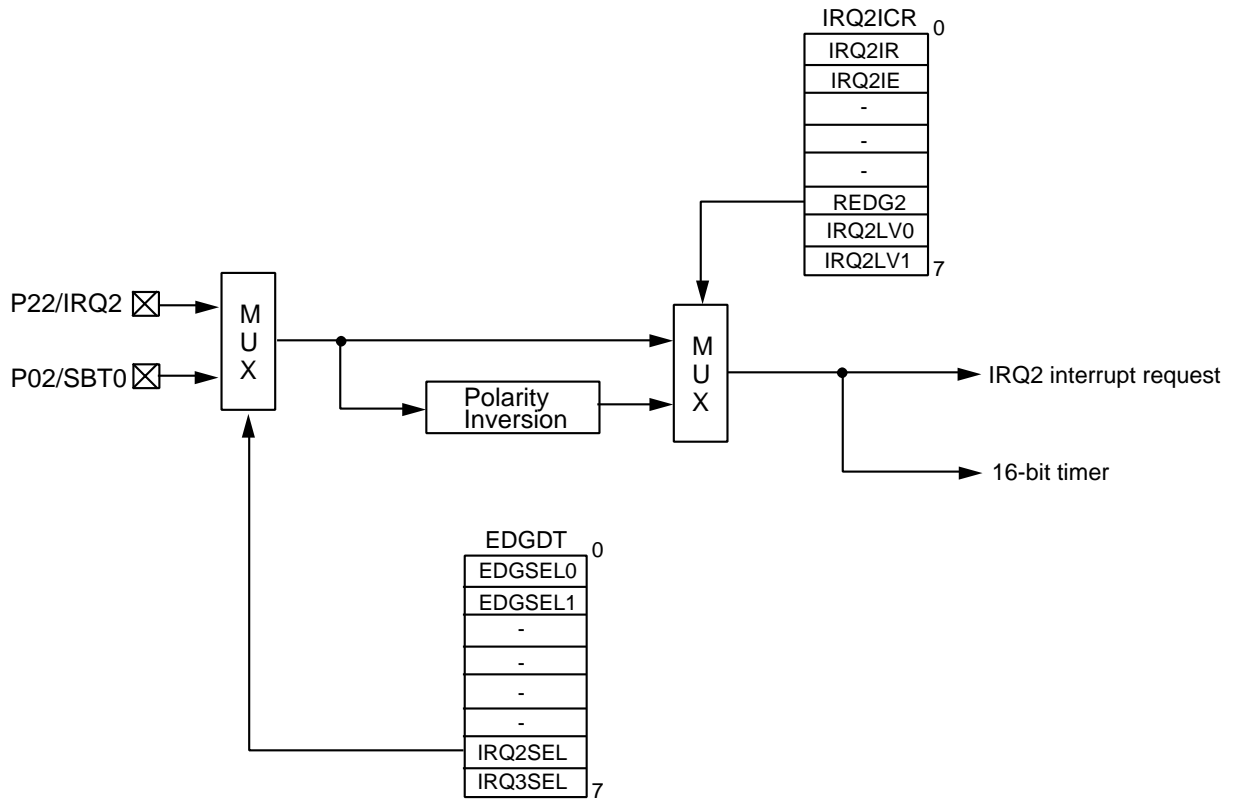 IRQ2ICR
0
IRQ2IR
IRQ2IE
-
-
-
REDG2
IRQ2LV0
IRQ2LV1
7
P22/IRQ2
P02/SBT0
M
U
X
Polarity
Inversion
M
U
X
IRQ2 interrupt request
16-bit timer
EDGDT
0
EDGSEL0
EDGSEL1
-
-
-
-
IRQ2SEL
IRQ3SEL
7